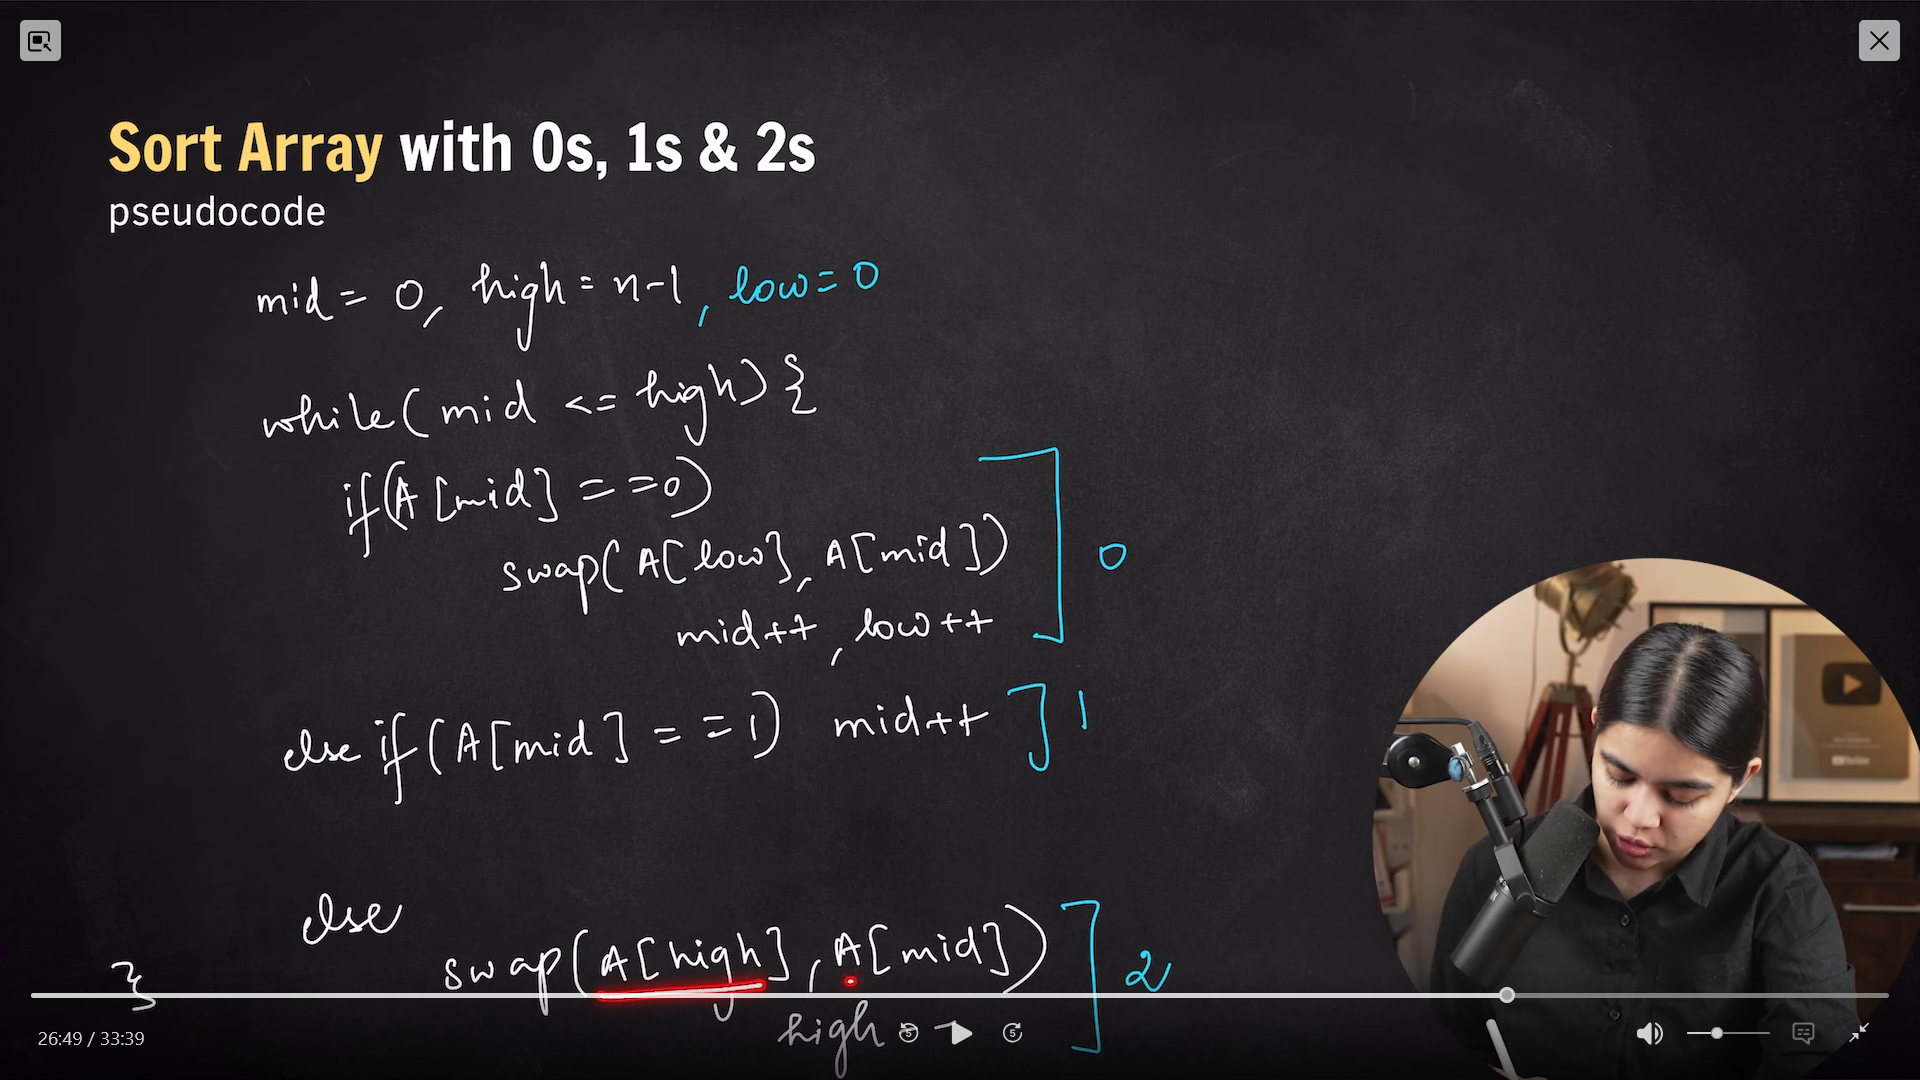 Sort Array with 0s, 1s & 2s
pseudocode
mid = 0, high = n-1, low = 0
while(mid <= high) {
if(A[mid] == 0)
swap(A[low], A[mid])
mid++, low++
0
else if(A[mid] == 1) mid++
1
else
swap(A[high], A[mid])
2
high
}
26:49 / 33:39
5
5